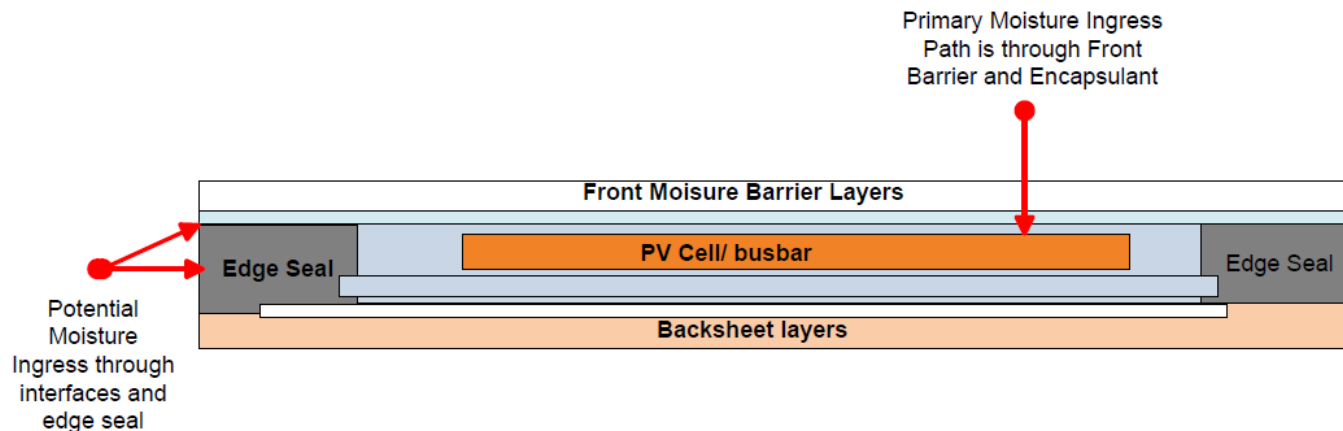 Primary Moisture Ingress
Path is through Front
Barrier and Encapsulant
Front Moisure Barrier Layers
Edge Seal
PV Cell/ busbar
Edge Seal
Backsheet layers
Potential
Moisture
Ingress through
interfaces and
edge seal